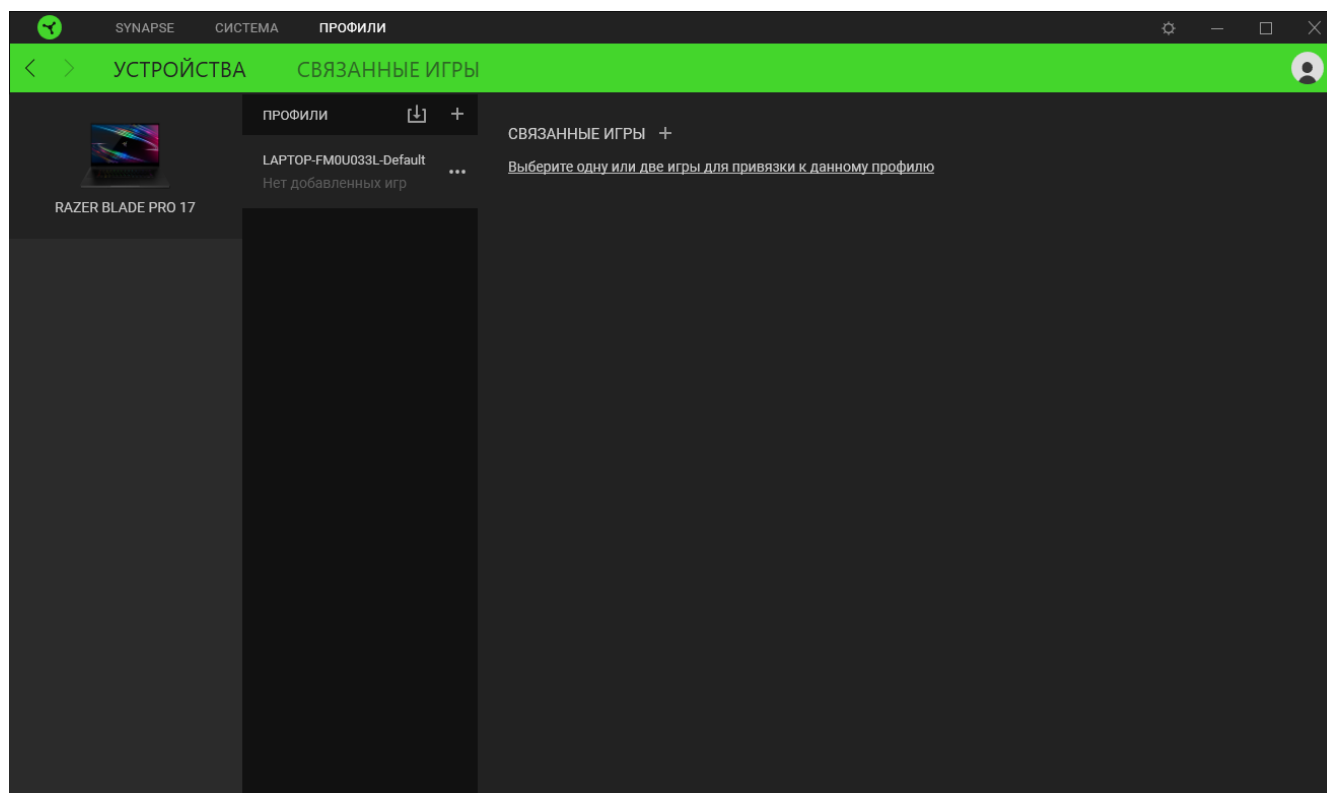 SYNAPSE СИСТЕМА ПРОФИЛИ
УСТРОЙСТВА СВЯЗАННЫЕ ИГРЫ
RAZER BLADE PRO 17
ПРОФИЛИ
LAPTOP-FM0U033L-Default
Нет добавленных игр
СВЯЗАННЫЕ ИГРЫ
Выберите одну или две игры для привязки к данному профилю